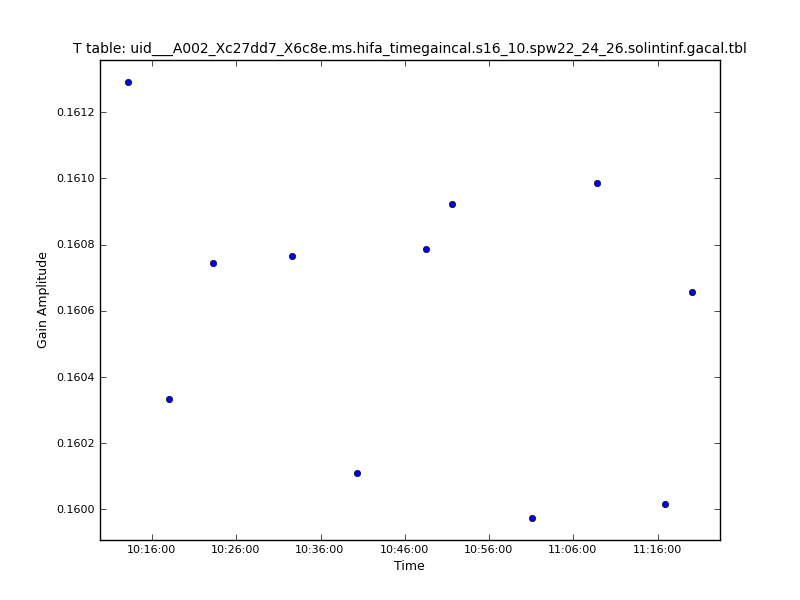 T table: uid___A002_Xc27dd7_X6c8e.ms.hifa_timegaincal.s16_10.spw22_24_26.solintinf.gacal.tbl
0.1612
0.1610
0.1608
0.1606
0.1604
0.1602
0.1600
Gain Amplitude
10:16:00 10:26:00 10:36:00 10:46:00 10:56:00 11:06:00 11:16:00
Time